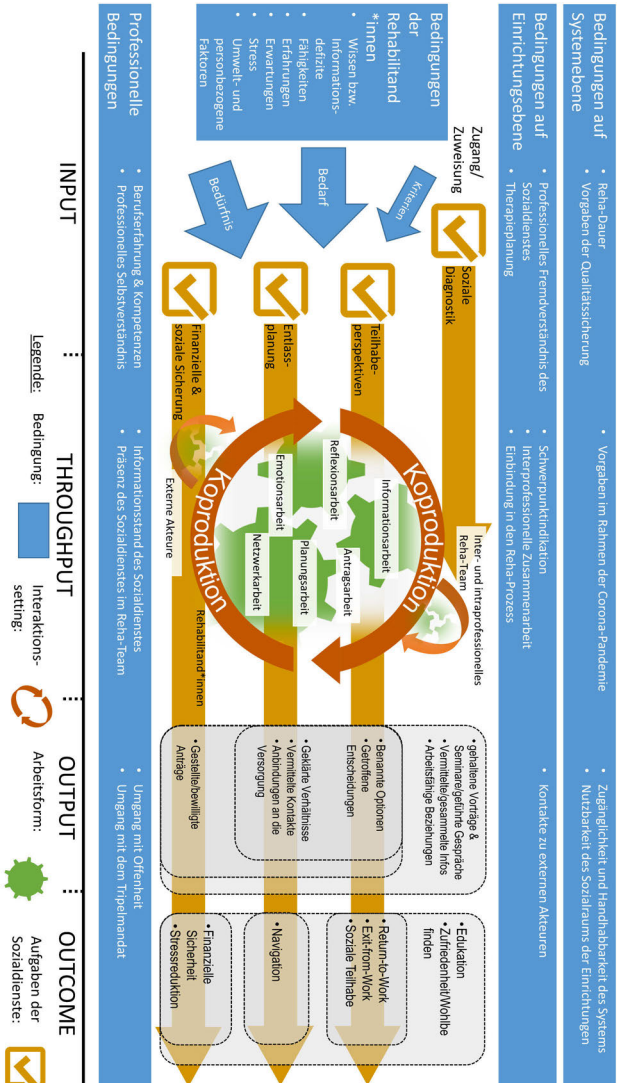 Bedingungen auf
Systemebene
• Reha-Dauer
• Vorgaben der Qualitätssicherung
• Vorgaben im Rahmen der Corona-Pandemie
• Zugänglichkeit und Handhabbarkeit des Systems
• Nutzbarkeit des Sozialraums der Einrichtungen
Bedingungen auf
Einrichtungsebene
• Professionelles Fremdverständnis des
Sozialdienstes
• Therapieplanung
• Schwerpunktindikation
• Interprofessionelle Zusammenarbeit
• Einbindung in den Reha-Prozess
• Kontakte zu externen Akteuren
Bedingungen
der
Rehabilitand
*innen
• Wissen bzw.
Informations-
defizite
• Fähigkeiten
• Erfahrungen
• Erwartungen
• Stress
• Umwelt- und
personbezogene
Faktoren
Zugang/
Zuweisung
Kriterien
Bedarf
Bedürfnis
Soziale
Diagnostik
Teilhabe-
perspektiven
Entlass-
planung
Finanzielle &
soziale Sicherung
Inter- und intraprofessionelles
Reha-Team
Koproduktion
Informationsarbeit
Antragsarbeit
Reflexionsarbeit
Planungsarbeit
Emotionsarbeit
Netzwerkarbeit
Koproduktion
Externe Akteure
Rehabilitand*innen
• gehaltene Vorträge &
Seminare/geführte Gespräche
• Vermittelte/gesammelte Infos
• Arbeitsfähige Beziehungen
• Benannte Optionen
• Getroffene
Entscheidungen
• Geklärte Verhältnisse
• Vermittelte Kontakte
• Anbindungen an die
Versorgung
• Gestellte/bewilligte
Anträge
• Edukation
• Zufriedenheit/Wohlbe
finden
• Return-to-Work
• Exit-from-Work
• Soziale Teilhabe
• Navigation
• Finanzielle
Sicherheit
• Stressreduktion
Professionelle
Bedingungen
• Berufserfahrung & Kompetenzen
• Professionelles Selbstverständnis
• Informationsstand des Sozialdienstes
• Präsenz des Sozialdienstes im Reha-Team
• Umgang mit Offenheit
• Umgang mit dem Tripelmandat
INPUT
THROUGHPUT
OUTPUT
OUTCOME
Legende:
Bedingung:
Interaktions-
setting:
Arbeitsform:
Aufgaben der
Sozialdienste: